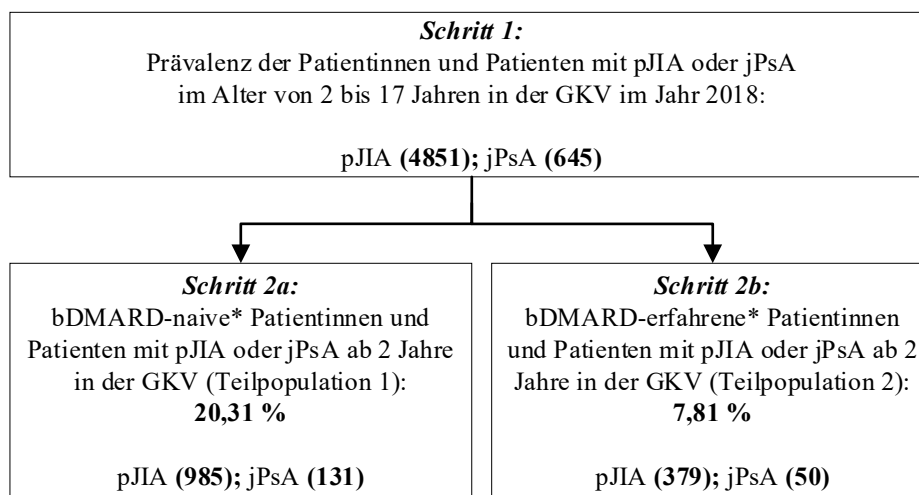 Schritt 1:
Prävalenz der Patientinnen und Patienten mit pJIA oder jPsA
im Alter von 2 bis 17 Jahren in der GKV im Jahr 2018:
pJIA (4851); jPsA (645)
Schritt 2a:
bDMARD-naive* Patientinnen und
Patienten mit pJIA oder jPsA ab 2 Jahre
in der GKV (Teilpopulation 1):
20,31 %
pJIA (985); jPsA (131)
Schritt 2b:
bDMARD-erfahrene* Patientinnen
und Patienten mit pJIA oder jPsA ab 2
Jahre in der GKV (Teilpopulation 2):
7,81 %
pJIA (379); jPsA (50)